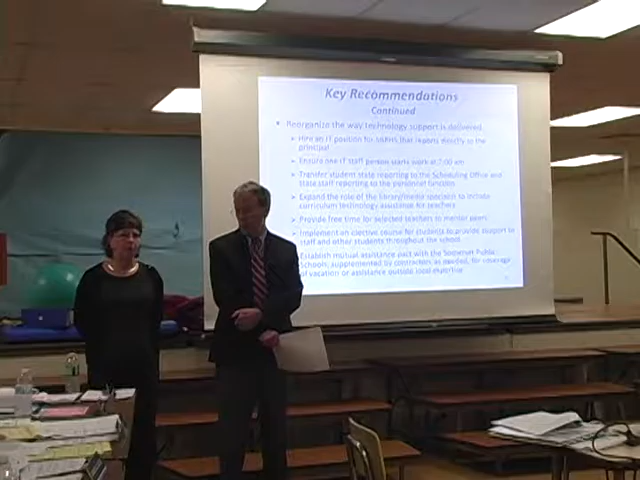 Key Recommendations
Continued
• Reorganize the way technology support is delivered.
➢ Hire an IT position for that reports directly to the
principal
➢ Ensure one IT staff person starts work at 7:00 am
➢ Transfer student state reporting to the Scheduling Office and
state staff reporting to the personnel function
➢ Expand the role of the library/media specialist to include
curriculum technology assistance for teachers
➢ Provide free time for selected teachers to mentor peers
➢ Implement an elective course for students to provide support to
staff and other students throughout the school
Establish mutual assistance pact with the Somerset Public
Schools, supplemented by contractors as needed, for coverage
of vacation or assistance outside local expertise